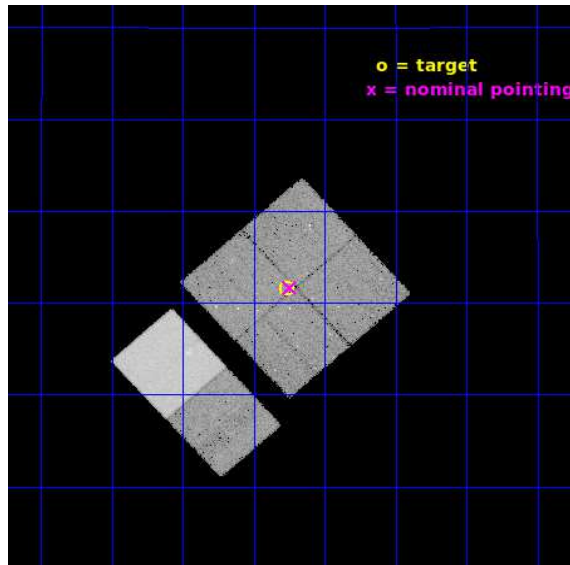 o = target
x = nominal pointing